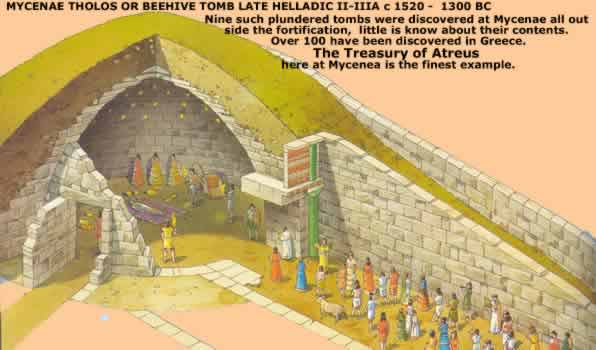 MYCENAE THOLOS OR BEEHIVE TOMB LATE HELLADIC II-IIIA c 1520 - 1300 BC
Nine such plundered tombs were discovered at Mycenae all out
side the fortification, little is know about their contents.
Over 100 have been discovered in Greece.
The Treasury of Atreus
here at Mycenea is the finest example.